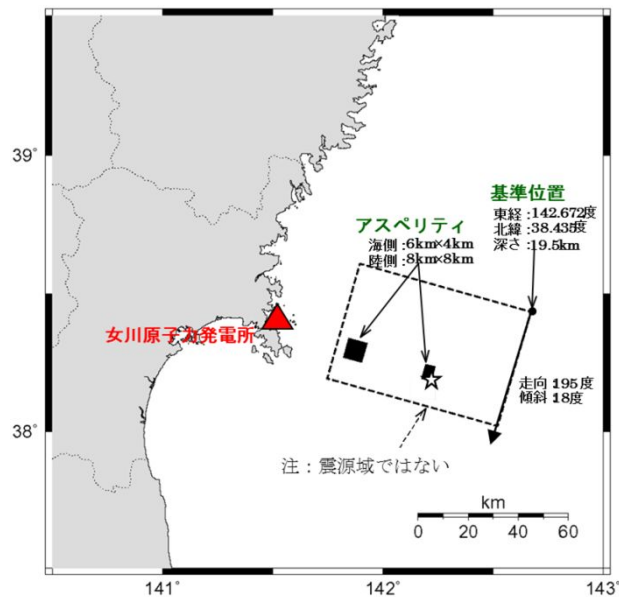 39°
基準位置
東経:142.672度
北緯:38.435度
深さ:19.5km
アスペリティ
海側:6km×4km
陸側:8km×8km
女川原子力発電所
走向:195度
傾斜:18度
38°
注：震源域ではない
km
0 20 40 60
141° 142° 143°